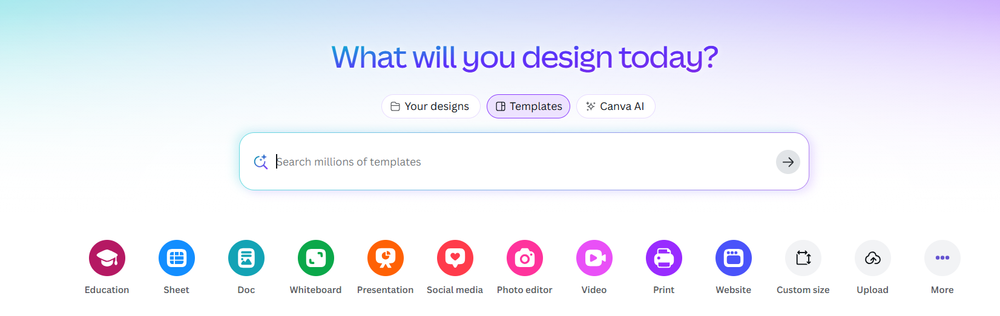 What will you design today?
Your designs Templates Canva AI
Search millions of templates
Education Sheet Doc Whiteboard Presentation Social media Photo editor Video Print Website Custom size Upload More